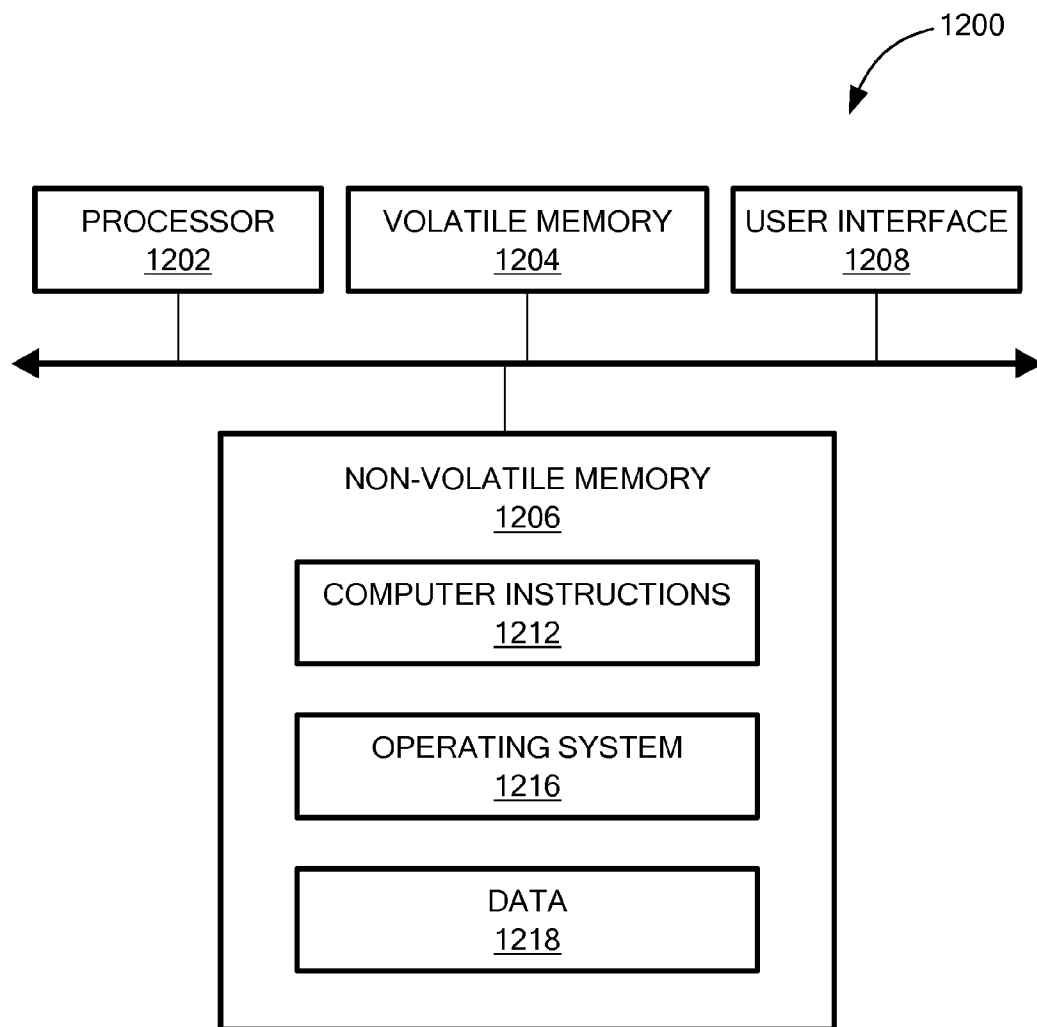 1200
PROCESSOR
1202
VOLATILE MEMORY
1204
USER INTERFACE
1208
NON-VOLATILE MEMORY
1206
COMPUTER INSTRUCTIONS
1212
OPERATING SYSTEM
1216
DATA
1218